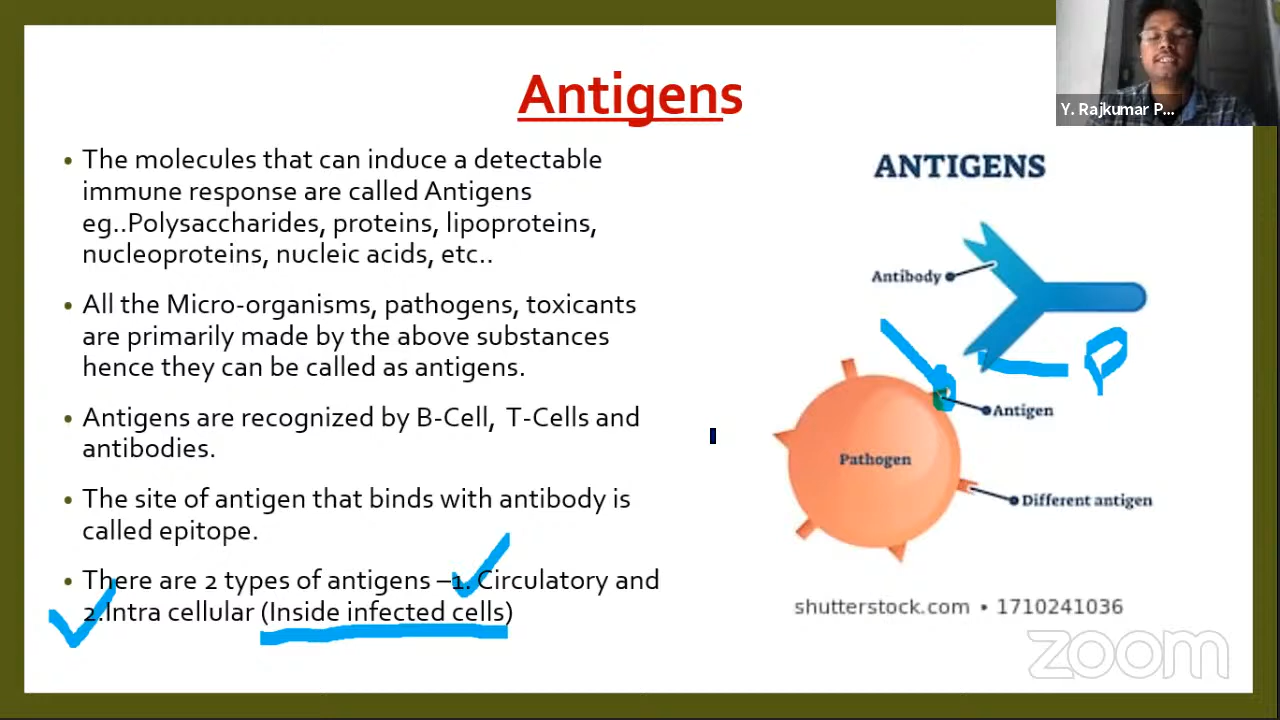 Antigens
Y. Rajkumar P...
• The molecules that can induce a detectable
immune response are called Antigens
eg..Polysaccharides, proteins, lipoproteins,
nucleoproteins, nucleic acids, etc..
• All the Micro-organisms, pathogens, toxicants
are primarily made by the above substances
hence they can be called as antigens.
• Antigens are recognized by B-Cell, T-Cells and
antibodies.
• The site of antigen that binds with antibody is
called epitope.
• There are 2 types of antigens –1. Circulatory and
2.Intra cellular (Inside infected cells)
ANTIGENS
Antibody
P
Antigen
Pathogen
Different antigen
shutterstock.com • 1710241036
zoom